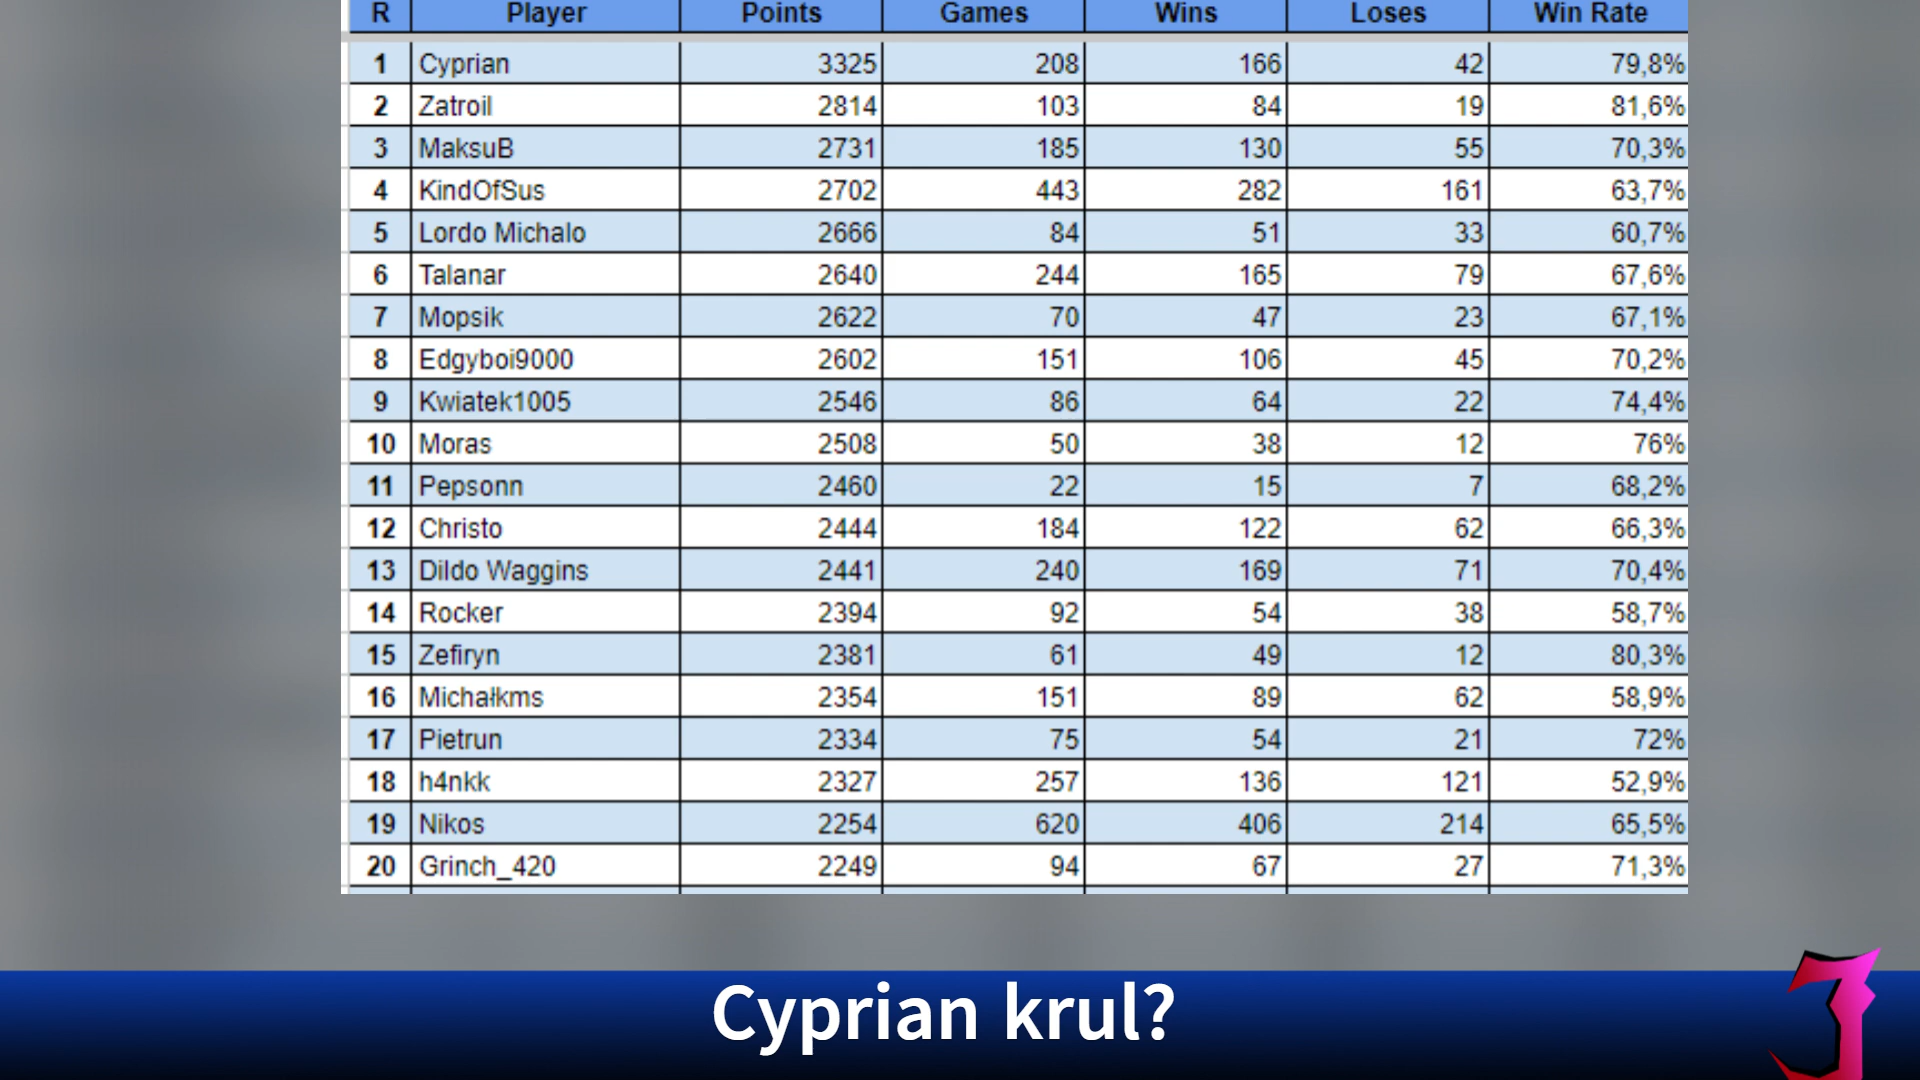 R Player Points Games Wins Loses Win Rate
1 Cyprian 3325 208 166 42 79,8%
2 Zatroil 2814 103 84 19 81,6%
3 MaksuB 2731 185 130 55 70,3%
4 KindOfSus 2702 443 282 161 63,7%
5 Lordo Michalo 2666 84 51 33 60,7%
6 Talanar 2640 244 165 79 67,6%
7 Mopsik 2622 70 47 23 67,1%
8 Edgyboi9000 2602 151 106 45 70,2%
9 Kwiatek1005 2546 86 64 22 74,4%
10 Moras 2508 50 38 12 76%
11 Pepsonn 2460 22 15 7 68,2%
12 Christo 2444 184 122 62 66,3%
13 Dildo Waggins 2441 240 169 71 70,4%
14 Rocker 2394 92 54 38 58,7%
15 Zefiryn 2381 61 49 12 80,3%
16 Michałkms 2354 151 89 62 58,9%
17 Pietrun 2334 75 54 21 72%
18 h4nkk 2327 257 136 121 52,9%
19 Nikos 2254 620 406 214 65,5%
20 Grinch_420 2249 94 67 27 71,3%
Cyprian krul?
3